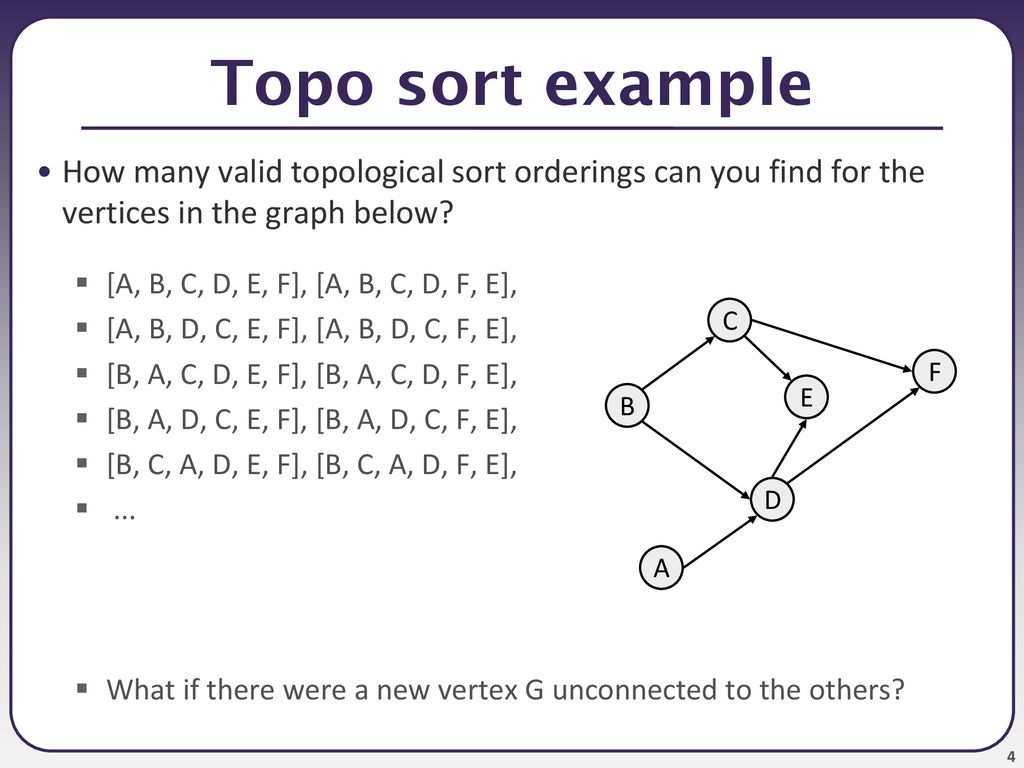 Topo sort example
• How many valid topological sort orderings can you find for the
vertices in the graph below?
▪ [A, B, C, D, E, F], [A, B, C, D, F, E],
▪ [A, B, D, C, E, F], [A, B, D, C, F, E],
▪ [B, A, C, D, E, F], [B, A, C, D, F, E],
▪ [B, A, D, C, E, F], [B, A, D, C, F, E],
▪ [B, C, A, D, E, F], [B, C, A, D, F, E],
▪ ...
C
F
E
B
D
A
▪ What if there were a new vertex G unconnected to the others?
4